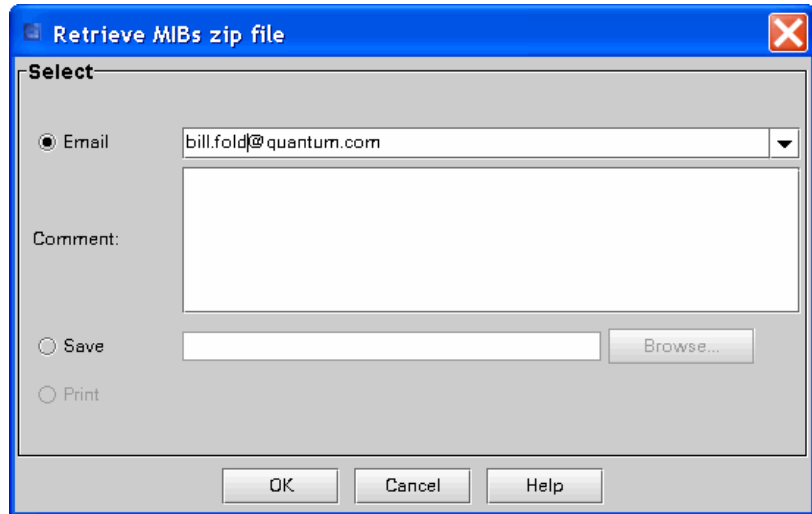 Retrieve MIBs zip file
Select
Email bill.fold@quantum.com
Comment:
Save Browse...
Print
OK Cancel Help